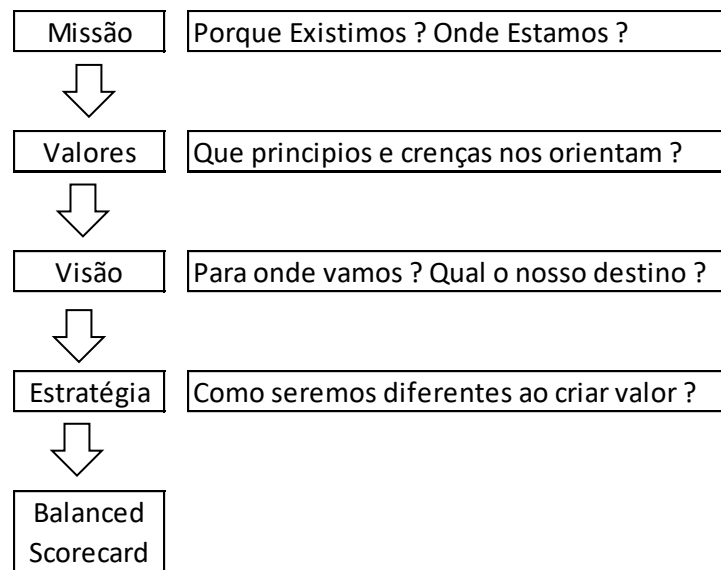 Missão
Porque Existimos ? Onde Estamos ?
Valores
Que principios e crenças nos orientam ?
Visão
Para onde vamos ? Qual o nosso destino ?
Estratégia
Como seremos diferentes ao criar valor ?
Balanced
Scorecard